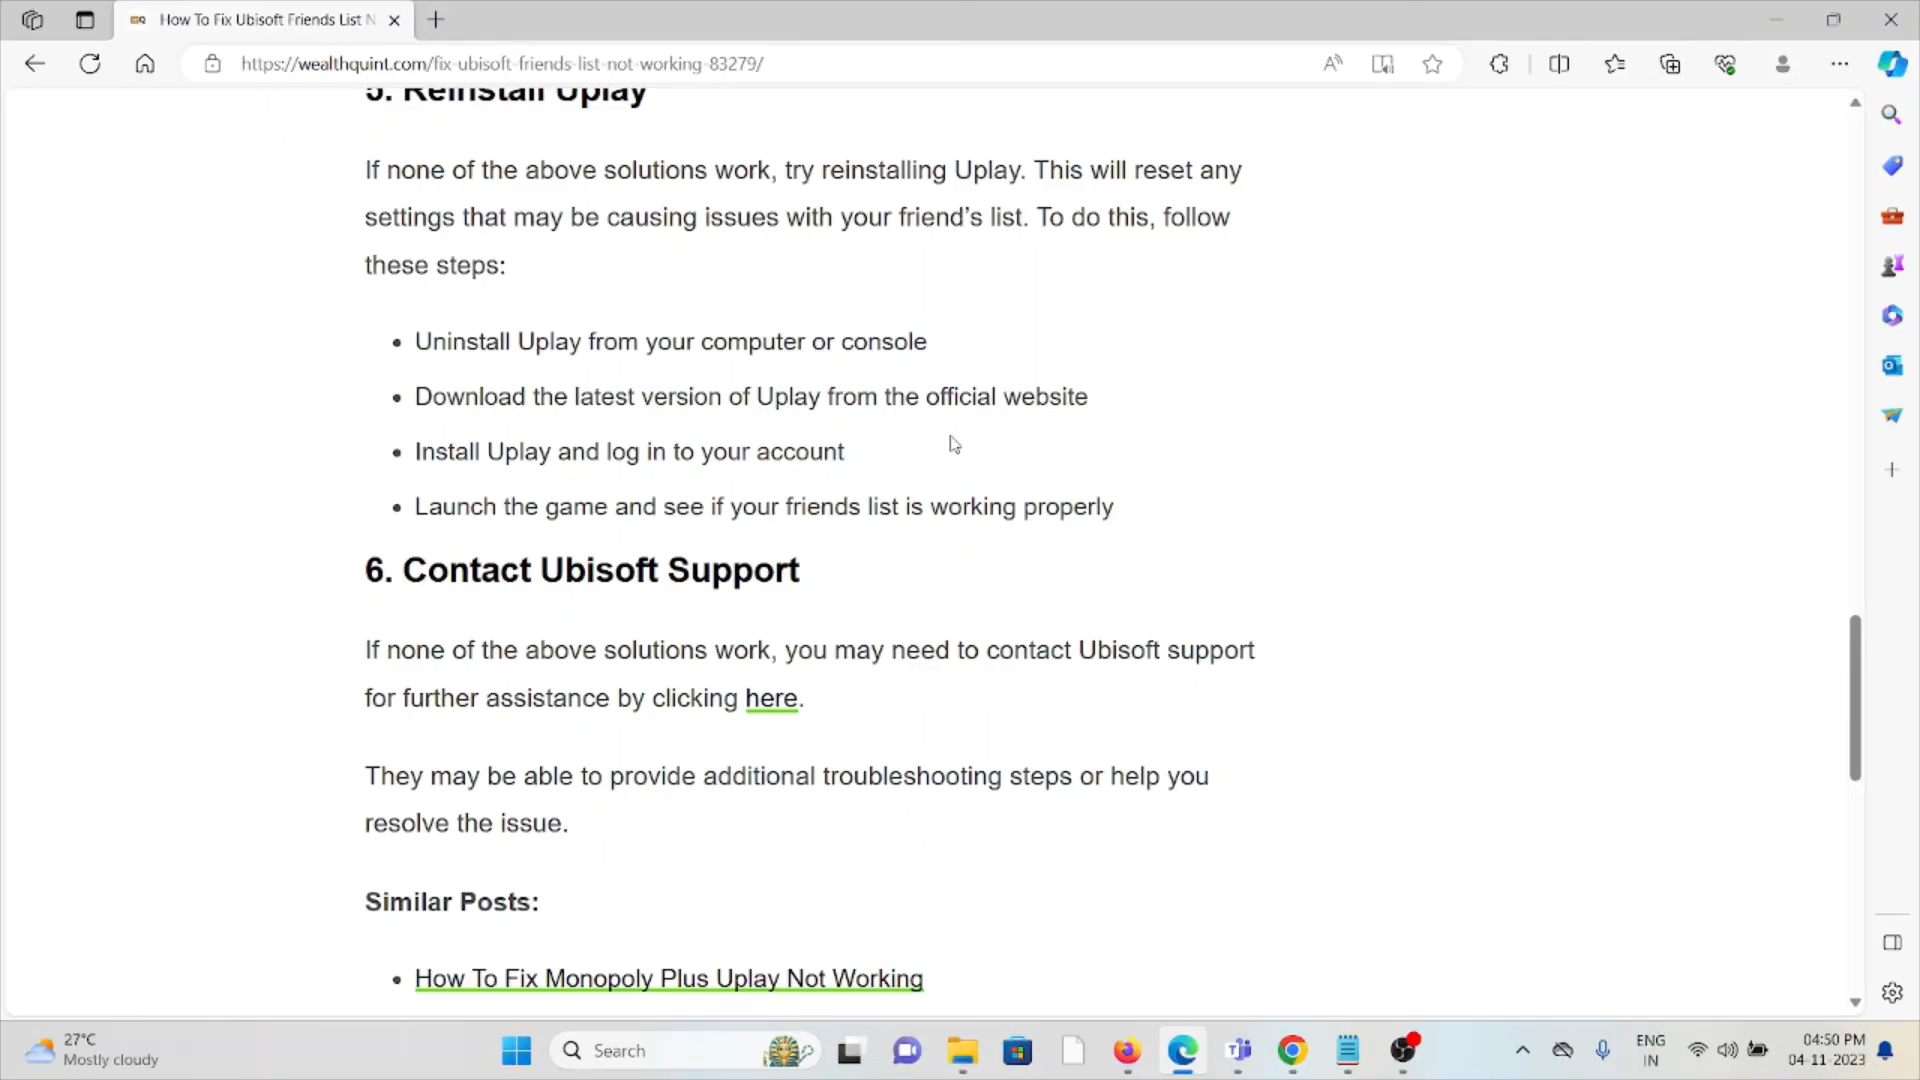 How To Fix Ubisoft Friends List N
https://wealthquint.com/fix-ubisoft-friends-list-not-working-83279/
5. Reinstall Uplay
If none of the above solutions work, try reinstalling Uplay. This will reset any
settings that may be causing issues with your friend’s list. To do this, follow
these steps:
• Uninstall Uplay from your computer or console
• Download the latest version of Uplay from the official website
• Install Uplay and log in to your account
• Launch the game and see if your friends list is working properly
6. Contact Ubisoft Support
If none of the above solutions work, you may need to contact Ubisoft support
for further assistance by clicking here.
They may be able to provide additional troubleshooting steps or help you
resolve the issue.
Similar Posts:
• How To Fix Monopoly Plus Uplay Not Working
27°C
Mostly cloudy
Search
ENG
IN
04:50 PM
04-11-2023